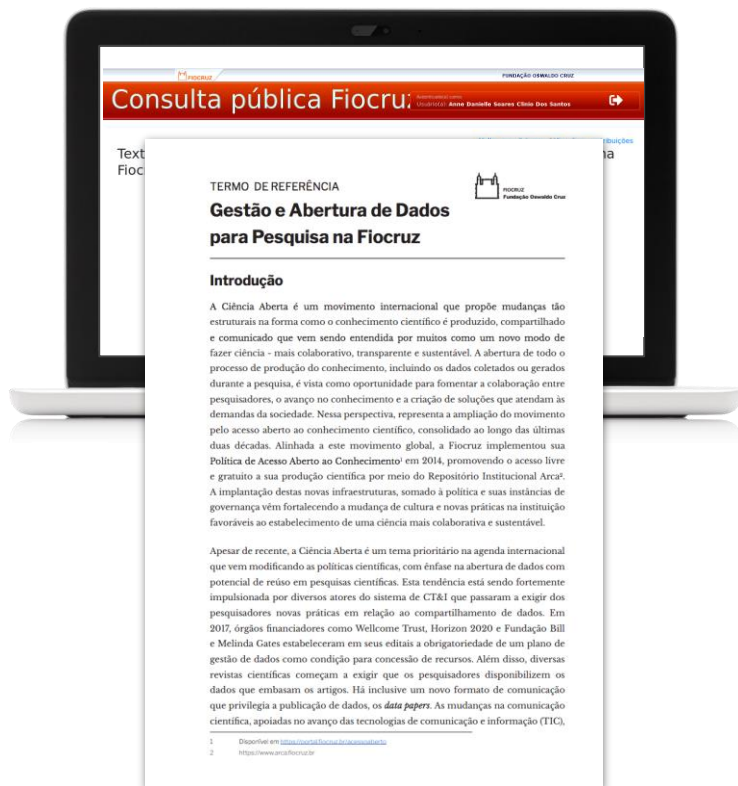 FIOCRUZ
FUNDAÇÃO OSWALDO CRUZ
Consulta pública Fiocruz
Usuário(a): Anne Danielle Soares Clinio Dos Santos
Text
Fioc
TERMO DE REFERÊNCIA
FIOCRUZ
Fundação Oswaldo Cruz
Gestão e Abertura de Dados
para Pesquisa na Fiocruz
Introdução
A Ciência Aberta é um movimento internacional que propõe mudanças tão
estruturais na forma como o conhecimento científico é produzido, compartilhado
e comunicado que vem sendo entendida por muitos como um novo modo de
fazer ciência - mais colaborativo, transparente e sustentável. A abertura de todo o
processo de produção do conhecimento, incluindo os dados coletados ou gerados
durante a pesquisa, é vista como oportunidade para fomentar a colaboração entre
pesquisadores, o avanço no conhecimento e a criação de soluções que atendam às
demandas da sociedade. Nessa perspectiva, representa a ampliação do movimento
pelo acesso aberto ao conhecimento científico, consolidado ao longo das últimas
duas décadas. Alinhada a este movimento global, a Fiocruz implementou sua
Política de Acesso Aberto ao Conhecimento¹ em 2014, promovendo o acesso livre
e gratuito a sua produção científica por meio do Repositório Institucional Arca².
A implantação destas novas infraestruturas, somado à política e suas instâncias de
governança vêm fortalecendo a mudança de cultura e novas práticas na instituição
favoráveis ao estabelecimento de uma ciência mais colaborativa e sustentável.
Apesar de recente, a Ciência Aberta é um tema prioritário na agenda internacional
que vem modificando as políticas científicas, com ênfase na abertura de dados com
potencial de reúso em pesquisas científicas. Esta tendência está sendo fortemente
impulsionada por diversos atores do sistema de CT&I que passaram a exigir dos
pesquisadores novas práticas em relação ao compartilhamento de dados. Em
2017, órgãos financiadores como Wellcome Trust, Horizon 2020 e Fundação Bill
e Melinda Gates estabeleceram em seus editais a obrigatoriedade de um plano de
gestão de dados como condição para concessão de recursos. Além disso, diversas
revistas científicas começam a exigir que os pesquisadores disponibilizem os
dados que embasam os artigos. Há inclusive um novo formato de comunicação
que privilegia a publicação de dados, os data papers. As mudanças na comunicação
científica, apoiadas no avanço das tecnologias de comunicação e informação (TIC),
1 Disponível em https://portal.fiocruz.br/acessoaberto
2 https://www.arca.fiocruz.br